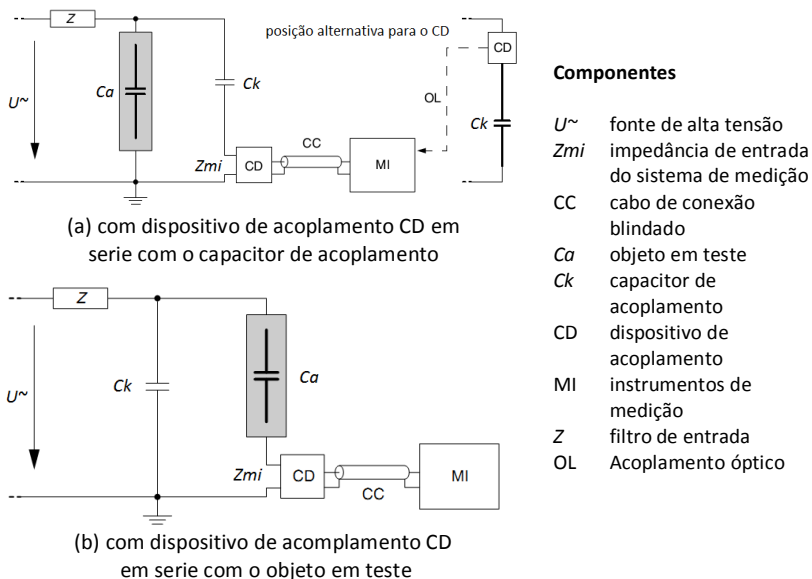 Z
posição alternativa para o CD
CD
U~
Ca
Ck
OL
Ck
CC
Zmi
CD
MI
(a) com dispositivo de acoplamento CD em
serie com o capacitor de acoplamento
Z
U~
Ck
Ca
Zmi
CD
CC
MI
(b) com dispositivo de acomplamento CD
em serie com o objeto em teste
Componentes
U~ fonte de alta tensão
Zmi impedância de entrada
do sistema de medição
CC cabo de conexão
blindado
Ca objeto em teste
Ck capacitor de
acoplamento
CD dispositivo de
acoplamento
MI instrumentos de
medição
Z filtro de entrada
OL Acoplamento óptico